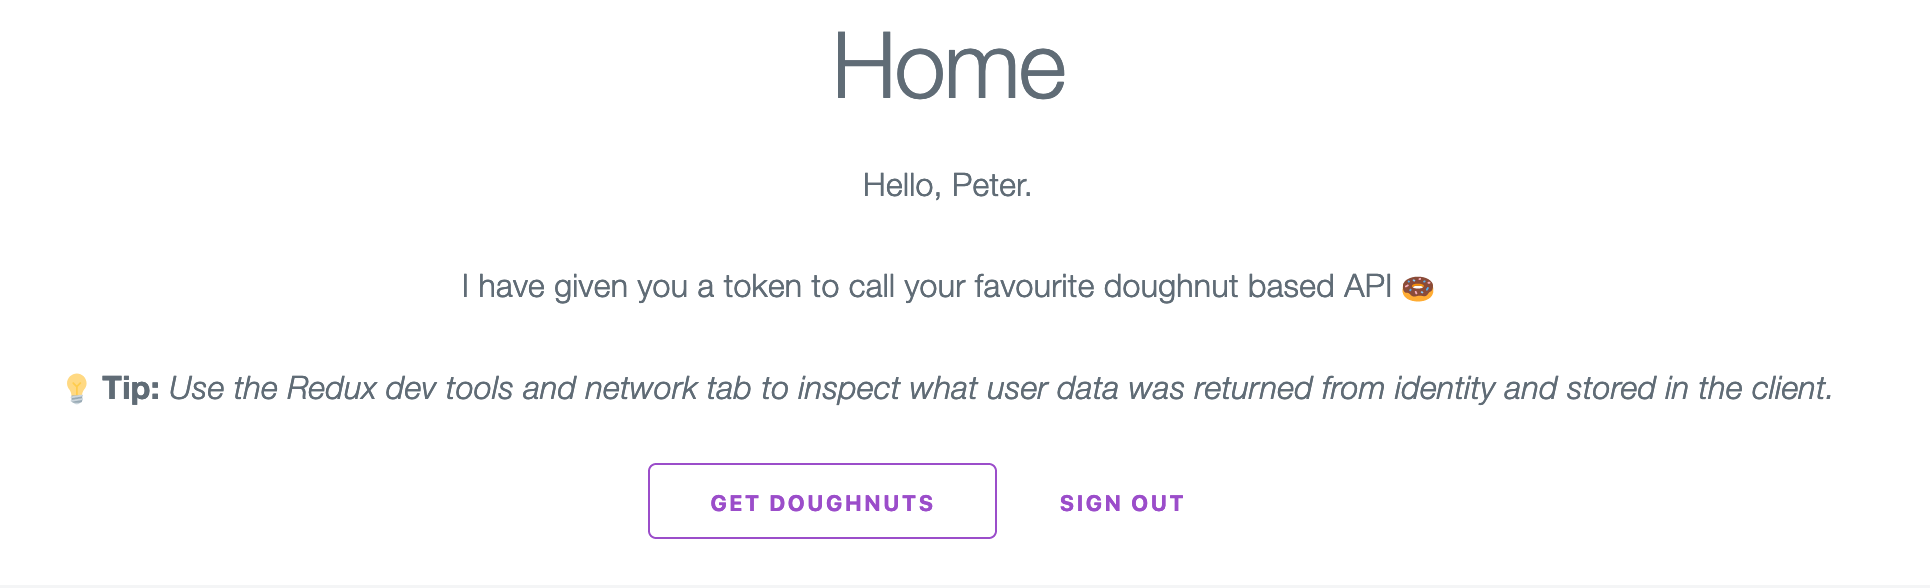 Home
Hello, Peter.
I have given you a token to call your favourite doughnut based API 🍩
💡 Tip: Use the Redux dev tools and network tab to inspect what user data was returned from identity and stored in the client.
GET DOUGHNUTS SIGN OUT